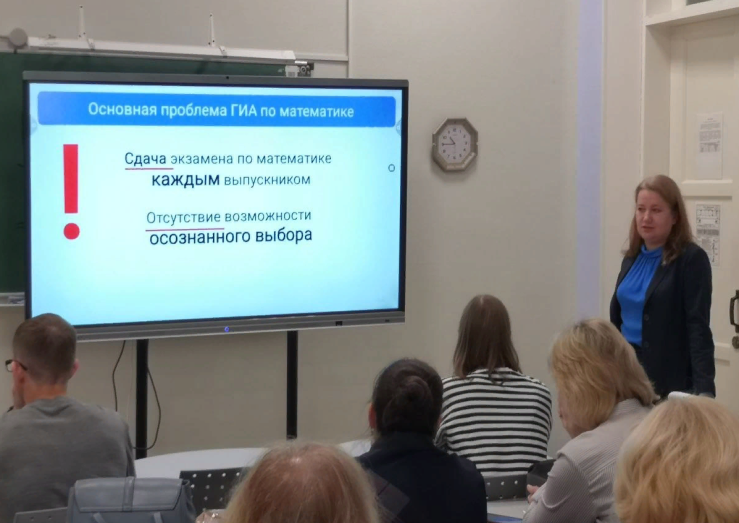 Основная проблема ГИА по математике
!
Сдача экзамена по математике
каждым выпускником
Отсутствие возможности
осознанного выбора